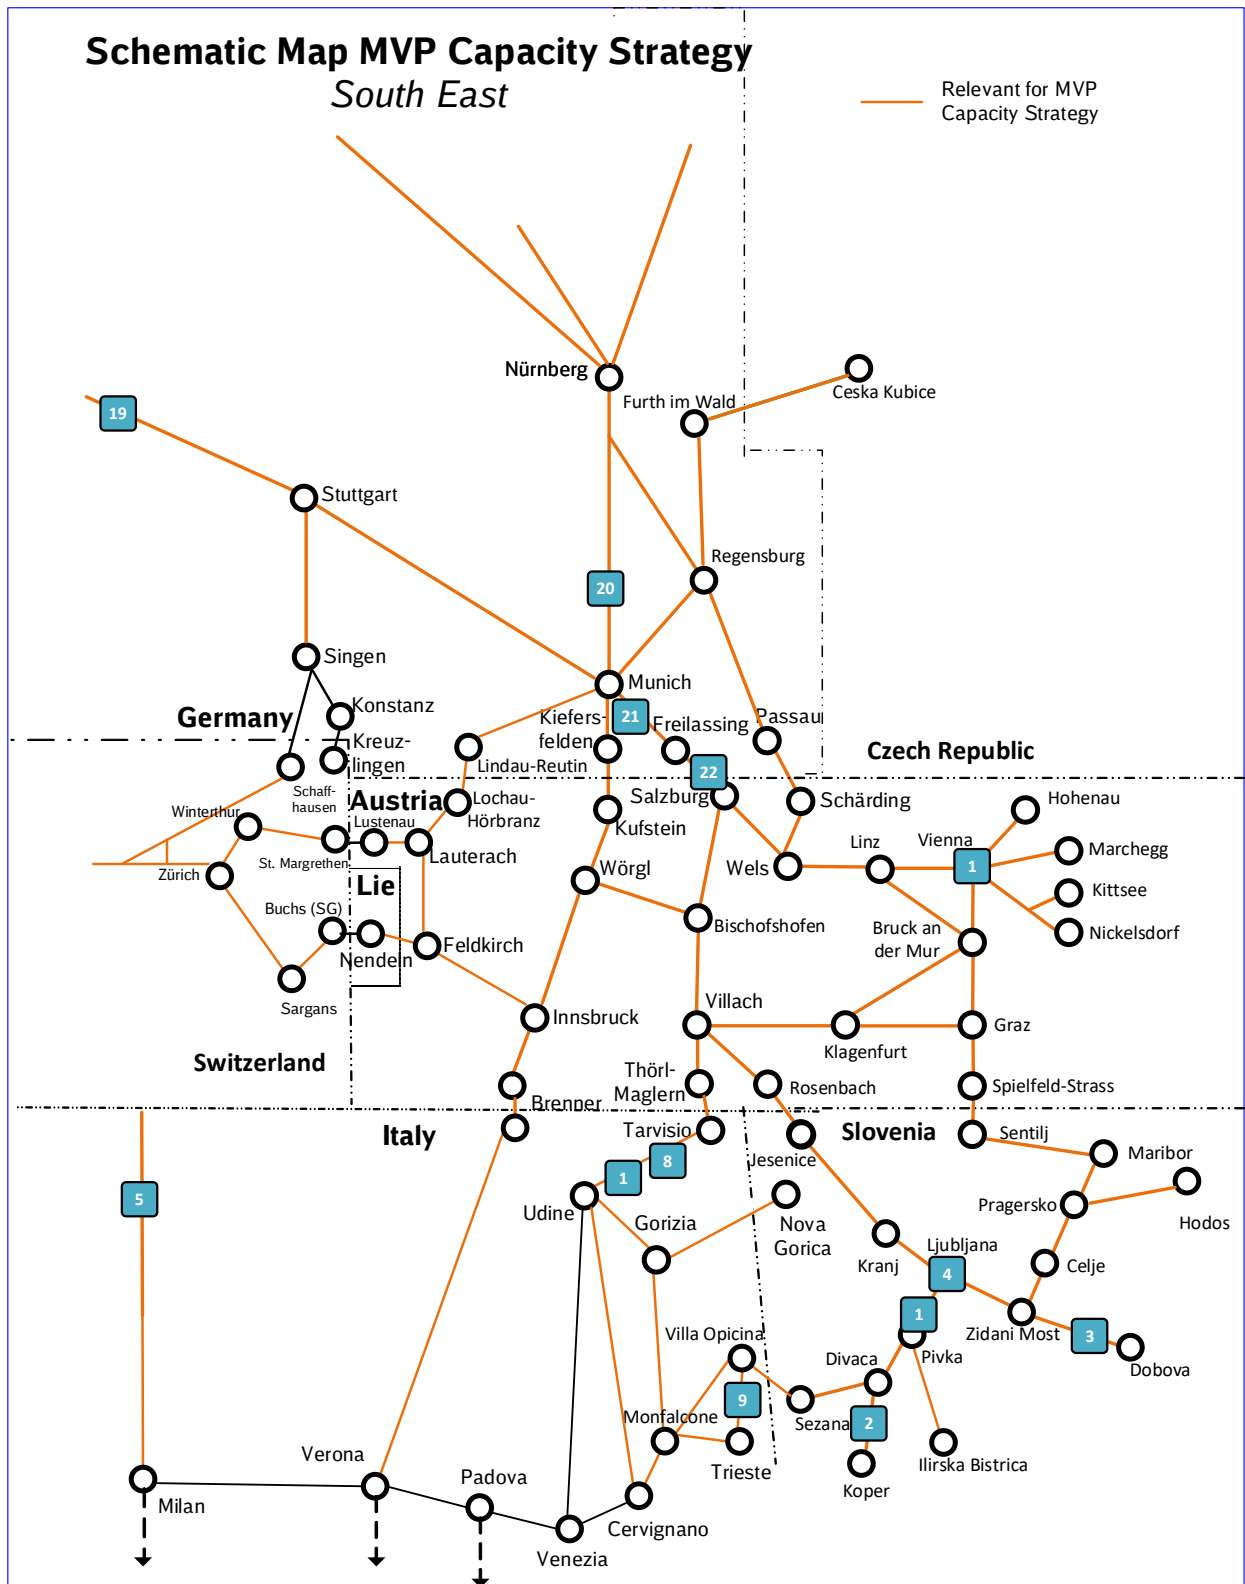 Schematic Map MVP Capacity Strategy
South East
Relevant for MVP
Capacity Strategy
Nürnberg
Furth im Wald
Ceska Kubice
19
Stuttgart
Regensburg
20
Singen
Munich
Konstanz
Germany
21
Kiefers-
felden
Freilassing
Passau
Kreuz-
lingen
Lindau-Reutin
22
Czech Republic
Schaff-
hausen
Austria
Lochau-
Hörbranz
Salzburg
Schärding
Hohenau
Winterthur
Lustenau
Kufstein
Linz
Vienna
Marchegg
Zürich
St. Margrethen
Lauterach
Wörgl
Wels
1
Lie
Kittsee
Buchs (SG)
Bischofshofen
Bruck an
der Mur
Nickelsdorf
Nendeln
Feldkirch
Sargans
Innsbruck
Villach
Klagenfurt
Graz
Switzerland
Thörl-
Maglern
Rosenbach
Spielfeld-Strass
Brenner
Italy
Tarvisio
Slovenia
Sentilj
Jesenice
Maribor
1
8
5
Udine
Gorizia
Nova
Gorica
Pragersko
Hodos
Kranj
Ljubljana
4
Celje
1
Villa Opicina
Zidani Most
3
Divaca
Pivka
Dobova
9
Monfalcone
Sezana
2
Verona
Trieste
Ilirska Bistrica
Padova
Koper
Milan
Cervignano
Venezia